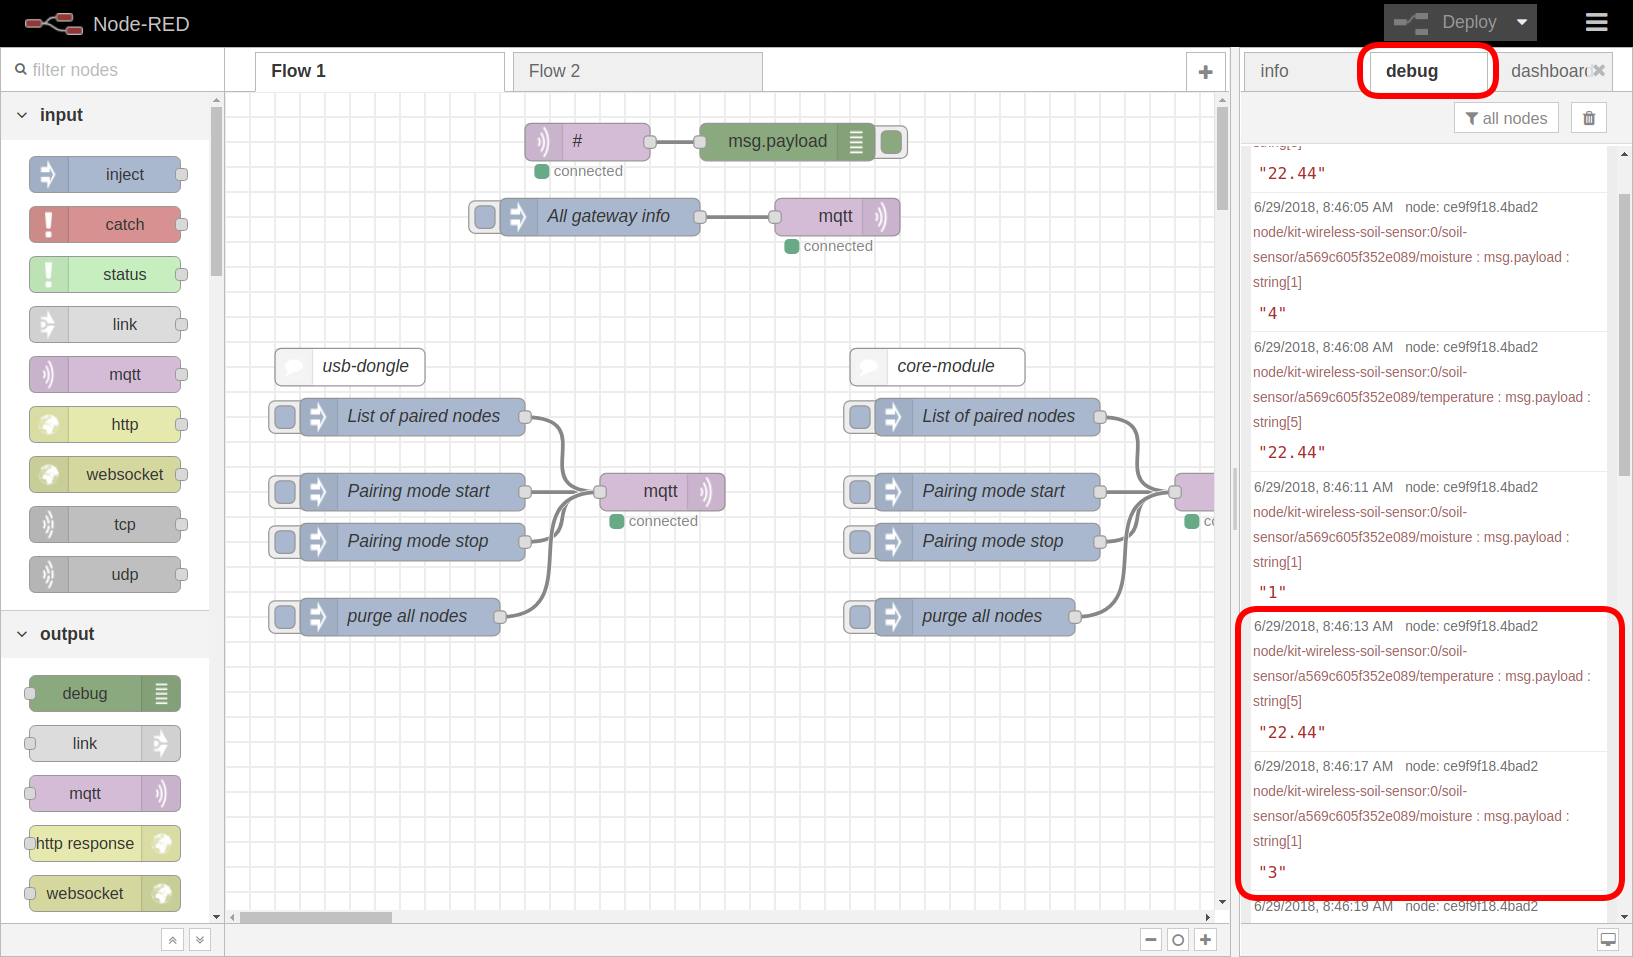 Node-RED
Deploy
filter nodes
Flow 1
Flow 2
info
debug
dashboard
all nodes
input
inject
catch
status
link
mqtt
http
websocket
tcp
udp
output
debug
link
mqtt
http response
websocket
#
connected
msg.payload
All gateway info
mqtt
connected
usb-dongle
List of paired nodes
Pairing mode start
Pairing mode stop
purge all nodes
mqtt
connected
core-module
List of paired nodes
Pairing mode start
Pairing mode stop
purge all nodes
"22.44"
6/29/2018, 8:46:05 AM node: ce9f9f18.4bad2
node/kit-wireless-soil-sensor:0/soil-
sensor/a569c605f352e089/moisture : msg.payload :
string[1]
"4"
6/29/2018, 8:46:08 AM node: ce9f9f18.4bad2
node/kit-wireless-soil-sensor:0/soil-
sensor/a569c605f352e089/temperature : msg.payload :
string[5]
"22.44"
6/29/2018, 8:46:11 AM node: ce9f9f18.4bad2
node/kit-wireless-soil-sensor:0/soil-
sensor/a569c605f352e089/moisture : msg.payload :
string[1]
"1"
6/29/2018, 8:46:13 AM node: ce9f9f18.4bad2
node/kit-wireless-soil-sensor:0/soil-
sensor/a569c605f352e089/temperature : msg.payload :
string[5]
"22.44"
6/29/2018, 8:46:17 AM node: ce9f9f18.4bad2
node/kit-wireless-soil-sensor:0/soil-
sensor/a569c605f352e089/moisture : msg.payload :
string[1]
"3"
6/29/2018, 8:46:19 AM node: ce9f9f18.4bad2